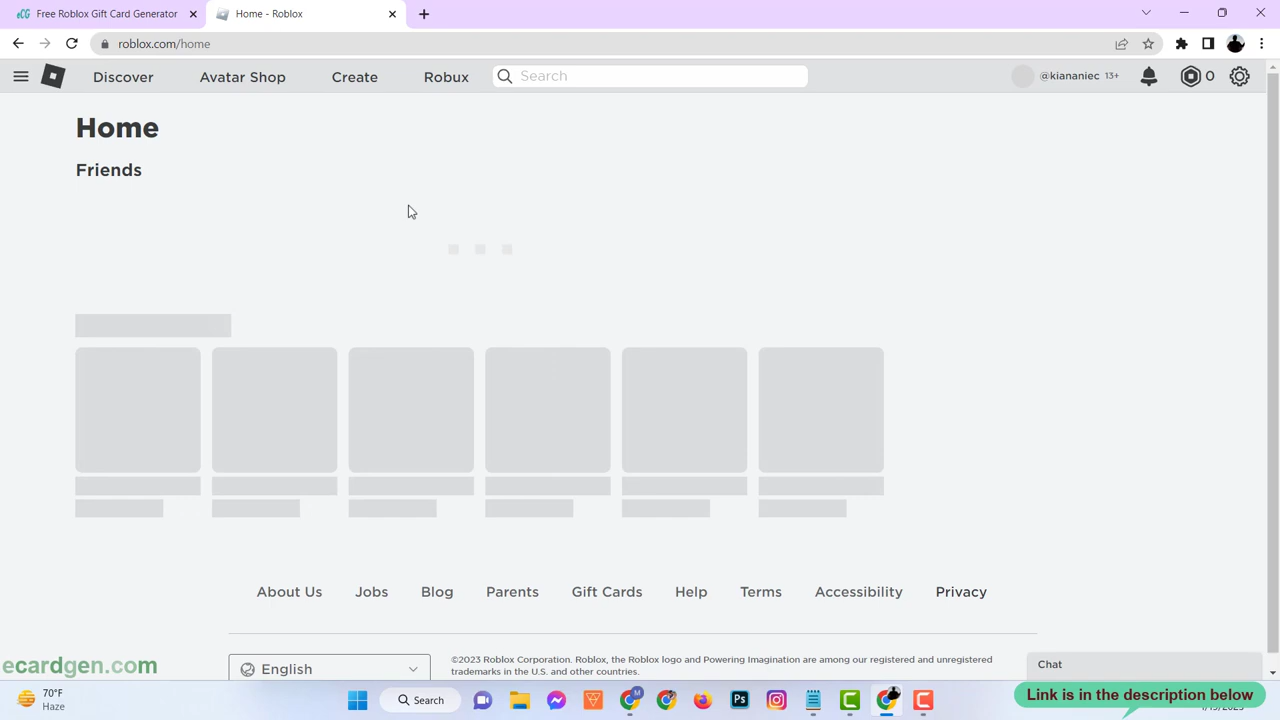 Free Roblox Gift Card Generator
Home - Roblox
roblox.com/home
Discover
Avatar Shop
Create
Robux
Search
@kiananiec 13+
0
Home
Friends
About Us
Jobs
Blog
Parents
Gift Cards
Help
Terms
Accessibility
Privacy
English
©2023 Roblox Corporation. Roblox, the Roblox logo and Powering Imagination are among our registered and unregistered
trademarks in the U.S. and other countries.
Chat
ecardgen.com
70°F
Haze
Search
Link is in the description below